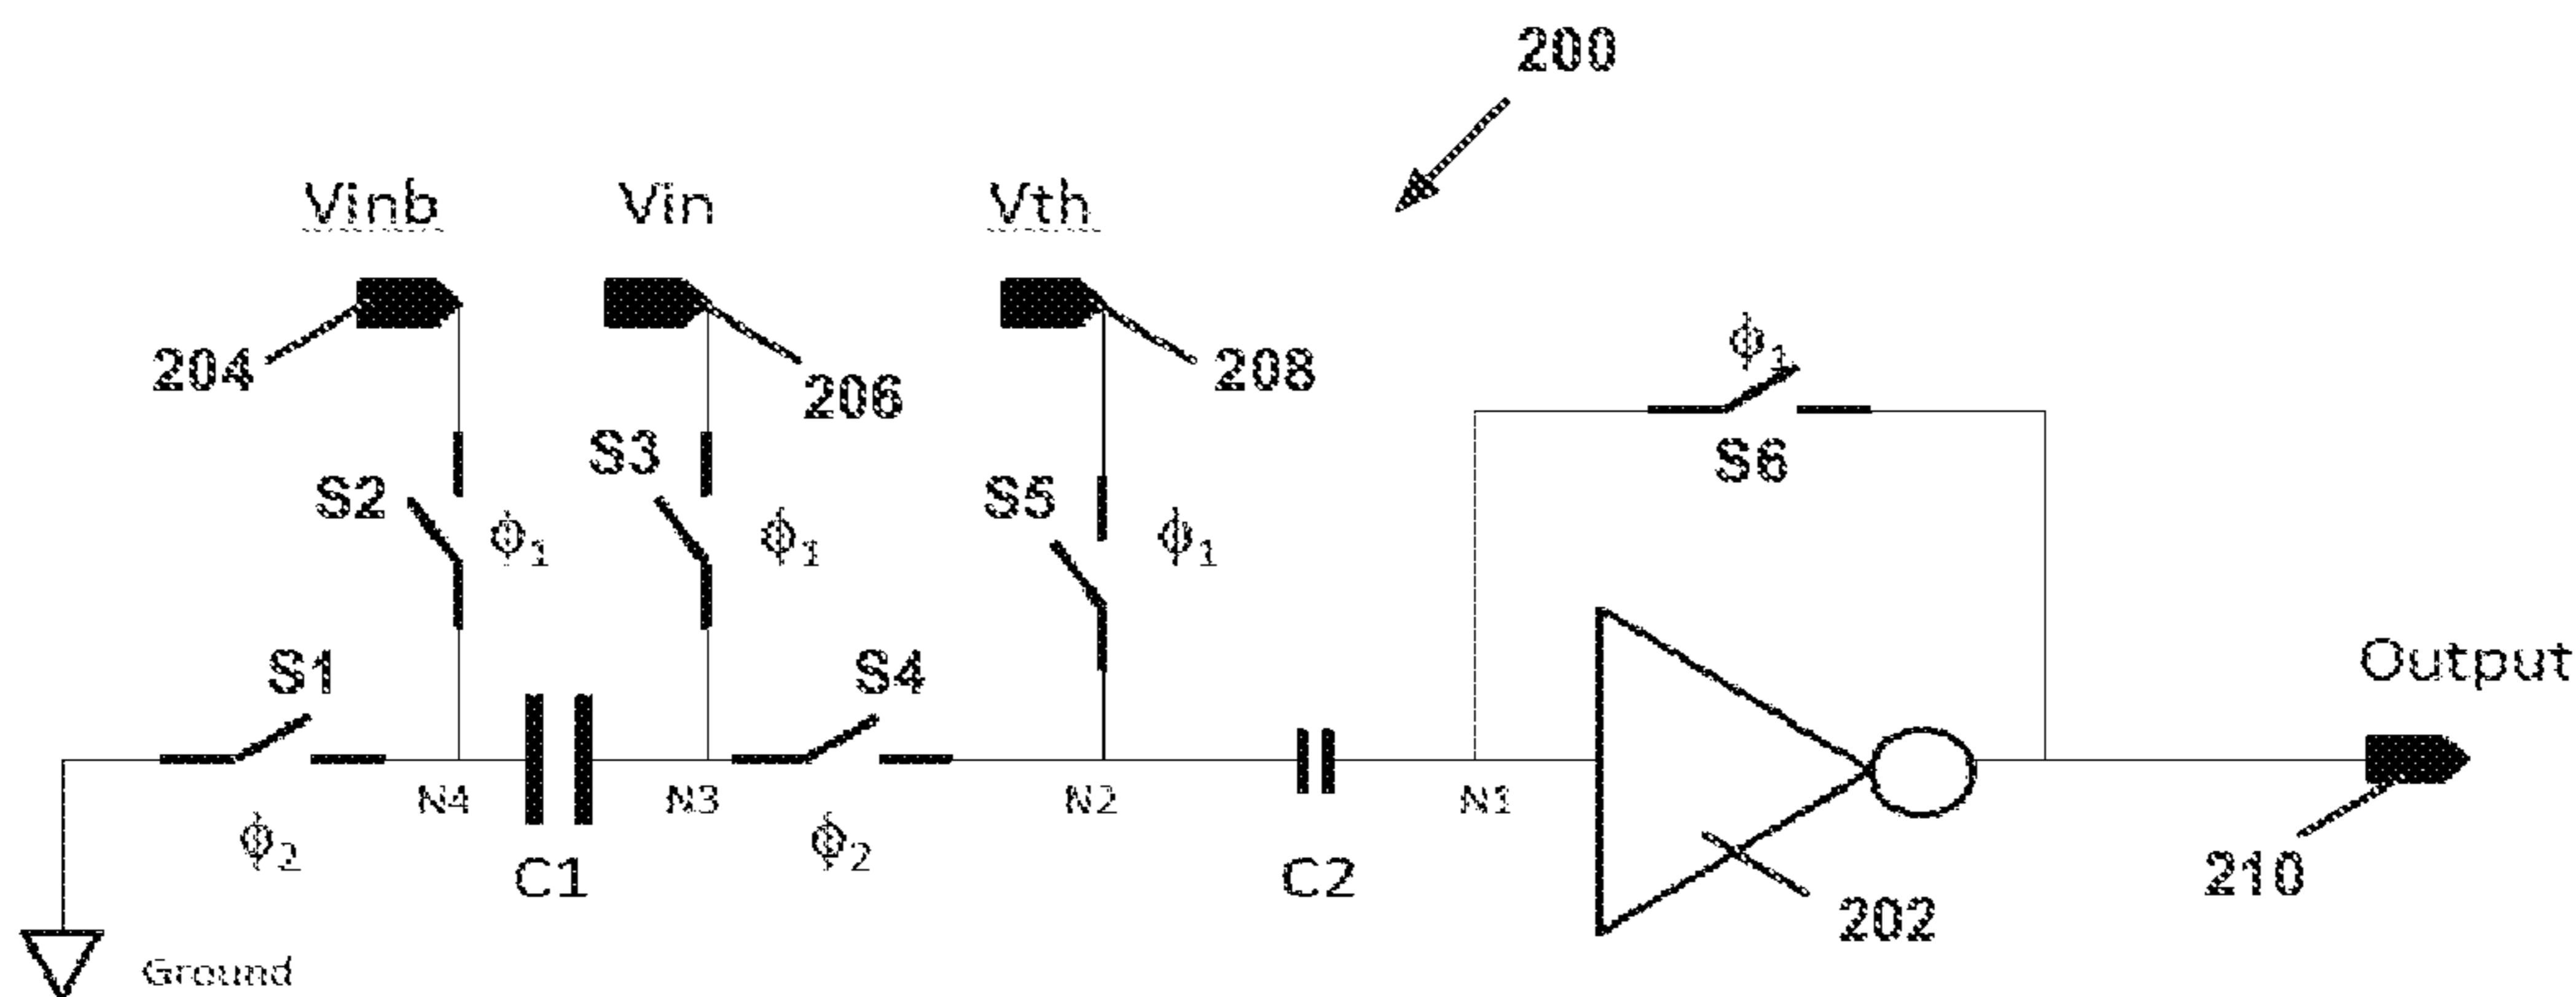 200
Vinb
Vin
Vth
204
206
208
ϕ1
S6
S2
S3
S5
ϕ1
ϕ1
ϕ1
S1
S4
Output
N4
N3
N2
N1
ϕ2
ϕ2
C1
C2
202
210
Ground